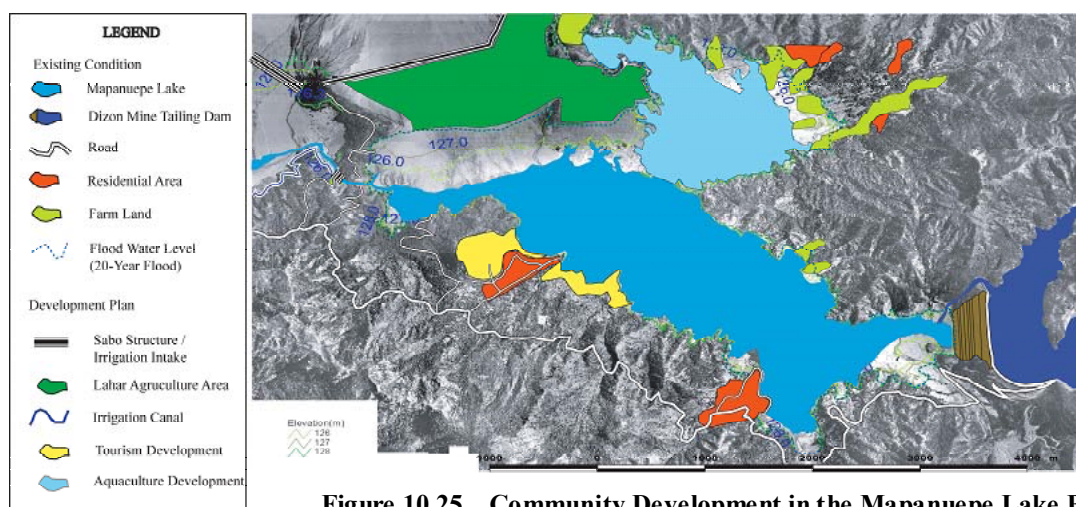 LEGEND
Existing Condition
Mapanuepe Lake
Dizon Mine Tailing Dam
Road
Residential Area
Farm Land
Flood Water Level
(20-Year Flood)
Development Plan
Sabo Structure /
Irrigation Intake
Lahar Agruculture Area
Irrigation Canal
Tourism Development
Aquaculture Development
127.0
126.0
Elevation(m)
126
127
128
1000 0 1000 2000 3000 4000 m
Figure 10.25 Community Development in the Mapanuepe Lake